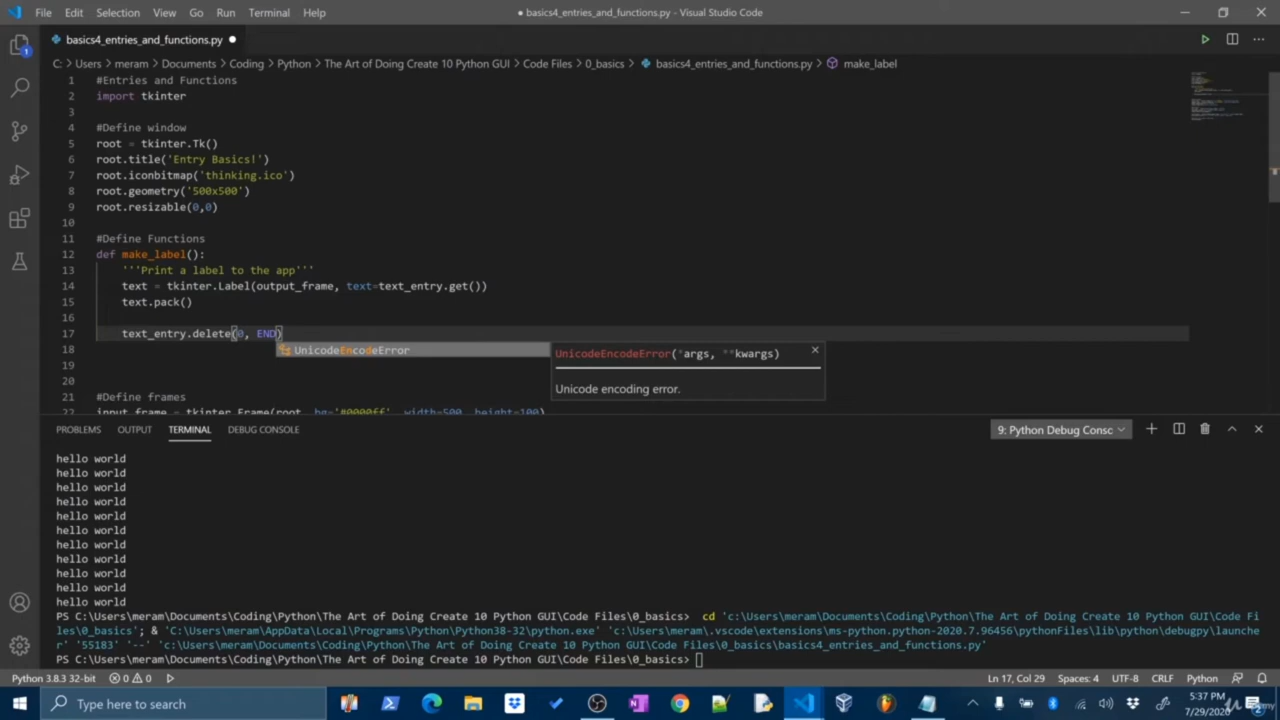 File Edit Selection View Go Run Terminal Help ● basics4_entries_and_functions.py - Visual Studio Code
basics4_entries_and_functions.py ●
C: > Users > meram > Documents > Coding > Python > The Art of Doing Create 10 Python GUI > Code Files > 0_basics > basics4_entries_and_functions.py > make_label
1 #Entries and Functions
2 import tkinter
3
4 #Define window
5 root = tkinter.Tk()
6 root.title('Entry Basics!')
7 root.iconbitmap('thinking.ico')
8 root.geometry('500x500')
9 root.resizable(0,0)
10
11 #Define Functions
12 def make_label():
13 '''Print a label to the app'''
14 text = tkinter.Label(output_frame, text=text_entry.get())
15 text.pack()
16
17 text_entry.delete(0, END)
18 UnicodeEncodeError UnicodeEncodeError(*args, **kwargs)
19
20 Unicode encoding error.
21 #Define frames
22 input_frame = tkinter.Frame(root, bg='#0000ff', width=500, height=100)
PROBLEMS OUTPUT TERMINAL DEBUG CONSOLE 9: Python Debug Consc
hello world
hello world
hello world
hello world
hello world
hello world
hello world
hello world
hello world
hello world
hello world
PS C:\Users\meram\Documents\Coding\Python\The Art of Doing Create 10 Python GUI\Code Files\0_basics> cd 'c:\Users\meram\Documents\Coding\Python\The Art of Doing Create 10 Python GUI\Code Fi
les\0_basics'; & 'C:\Users\meram\AppData\Local\Programs\Python\Python38-32\python.exe' 'c:\Users\meram\.vscode\extensions\ms-python.python-2020.7.96456\pythonFiles\lib\python\debugpy\launche
r' '55183' '--' 'c:\Users\meram\Documents\Coding\Python\The Art of Doing Create 10 Python GUI\Code Files\0_basics\basics4_entries_and_functions.py'
PS C:\Users\meram\Documents\Coding\Python\The Art of Doing Create 10 Python GUI\Code Files\0_basics>
Python 3.8.3 32-bit 0 0 Ln 17, Col 29 Spaces: 4 UTF-8 CRLF Python
Type here to search 5:37 PM
7/29/2020